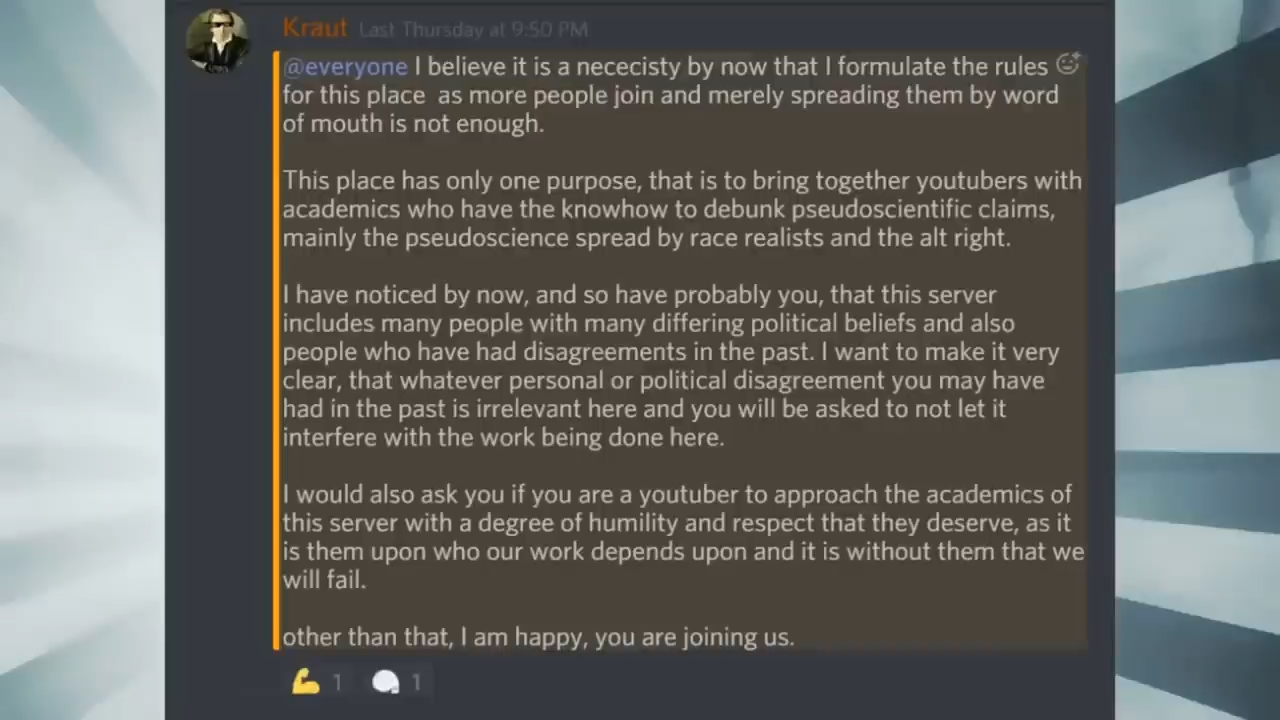 Kraut Last Thursday at 9:50 PM
@everyone I believe it is a nececisty by now that I formulate the rules
for this place as more people join and merely spreading them by word
of mouth is not enough.
This place has only one purpose, that is to bring together youtubers with
academics who have the knowhow to debunk pseudoscientific claims,
mainly the pseudoscience spread by race realists and the alt right.
I have noticed by now, and so have probably you, that this server
includes many people with many differing political beliefs and also
people who have had disagreements in the past. I want to make it very
clear, that whatever personal or political disagreement you may have
had in the past is irrelevant here and you will be asked to not let it
interfere with the work being done here.
I would also ask you if you are a youtuber to approach the academics of
this server with a degree of humility and respect that they deserve, as it
is them upon who our work depends upon and it is without them that we
will fail.
other than that, I am happy, you are joining us.
1 1